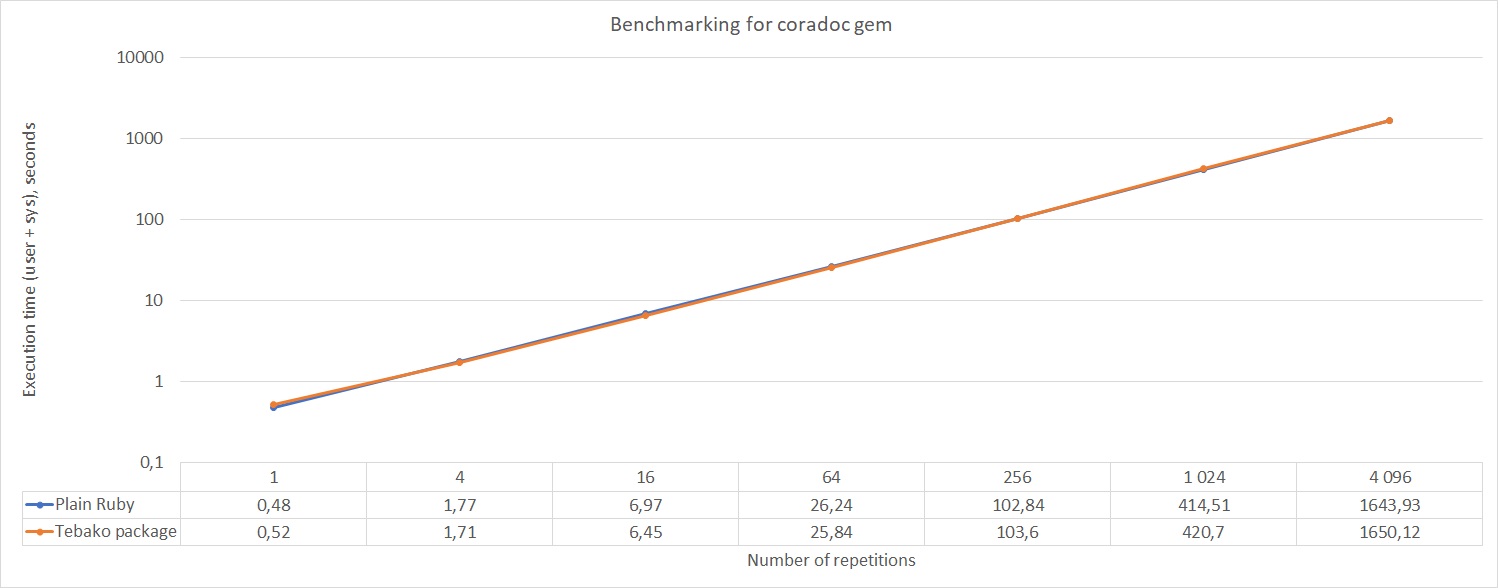 Benchmarking for coradoc gem
Execution time (user + sys), seconds
10000
1000
100
10
1
0,1
1 4 16 64 256 1 024 4 096
Plain Ruby 0,48 1,77 6,97 26,24 102,84 414,51 1643,93
Tebako package 0,52 1,71 6,45 25,84 103,6 420,7 1650,12
Number of repetitions